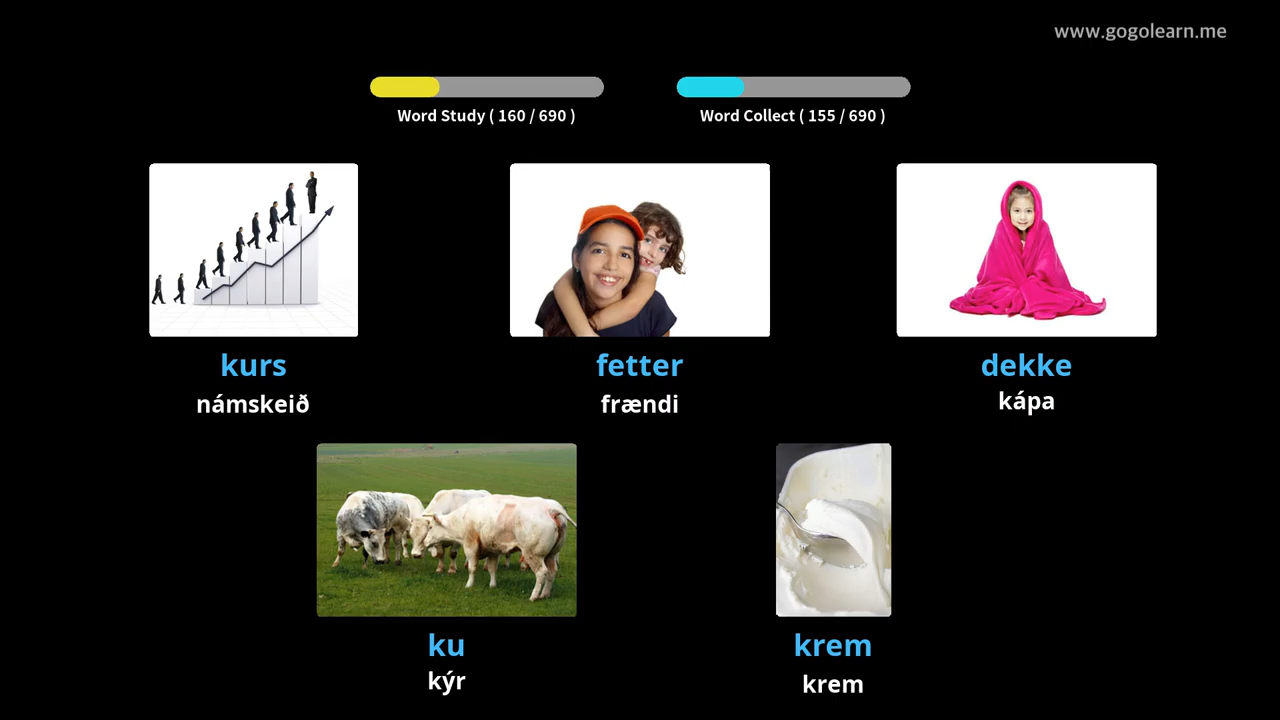 www.gogolearn.me
Word Study ( 160 / 690 )
Word Collect ( 155 / 690 )
kurs
fetter
dekke
námskeið
frændi
kápa
ku
krem
kýr
krem